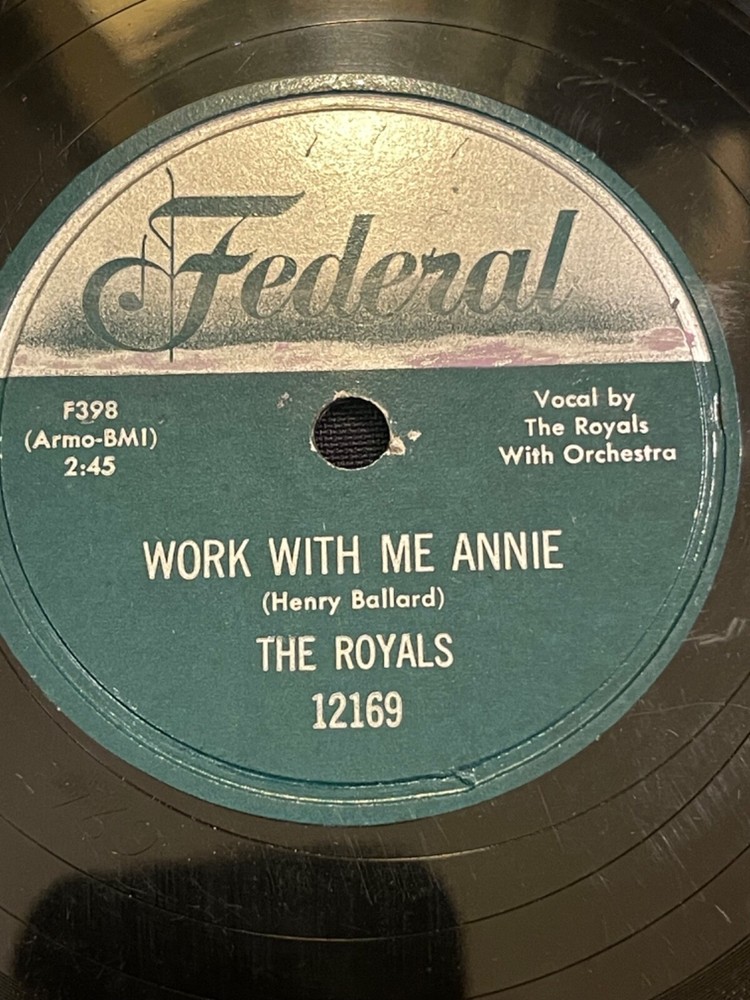 Federal
F398
(Armo-BMI)
2:45
Vocal by
The Royals
With Orchestra
WORK WITH ME ANNIE
(Henry Ballard)
THE ROYALS
12169